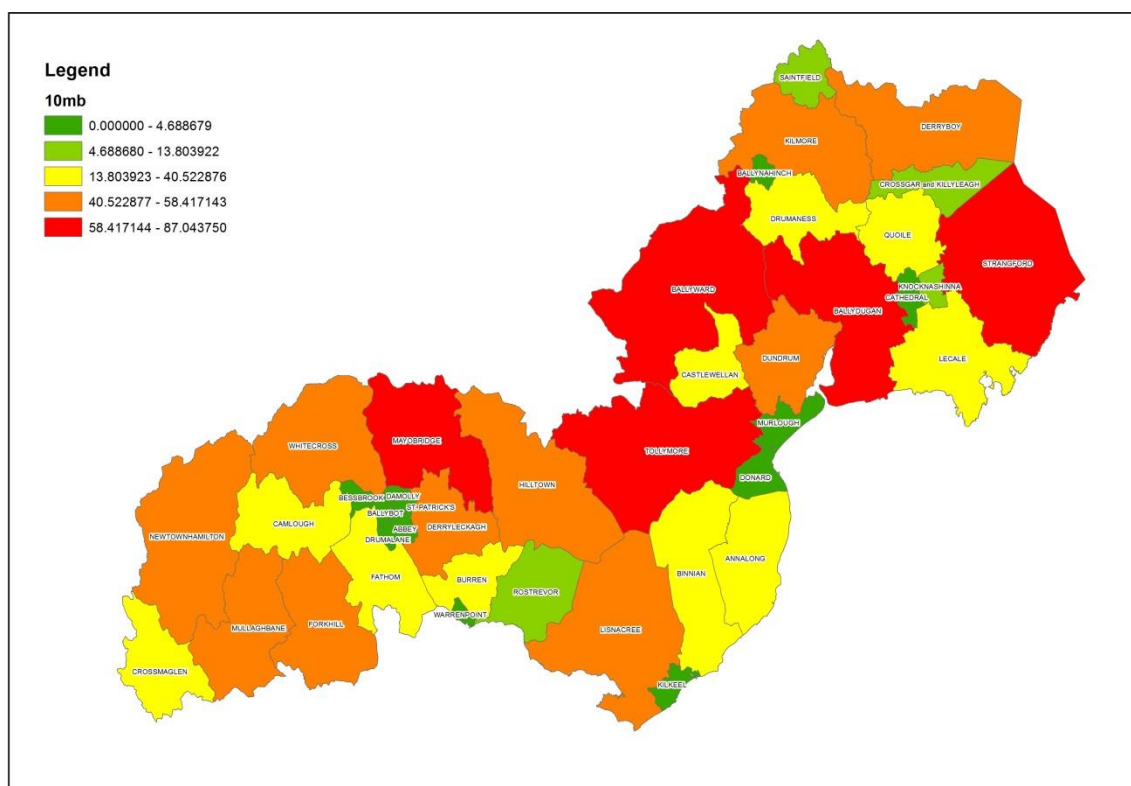 Legend
10mb
0.000000 - 4.688679
4.688680 - 13.803922
13.803923 - 40.522876
40.522877 - 58.417143
58.417144 - 87.043750
SAINTFIELD
DERRYBOY
KILMORE
BALLYNAHINCH
CROSSGAR and KILLYLEAGH
DRUMANESS
QUOILE
STRANGFORD
KNOCKNASHINNA
BALLYWARD
CATHEDRAL
BALLYDUGAN
LECALE
DUNDRUM
CASTLEWELLAN
MURLOUGH
MAYOBRIDGE
WHITECROSS
TOLLYMORE
HILLTOWN
DONARD
BESSBROOK
DAMOLLY
ST. PATRICK'S
BALLYBOT
CAMLOUGH
DERRYLECKAGH
ABBEY
NEWTOWNHAMILTON
DRUMALANE
ANNALONG
BINNIAN
FATHOM
BURREN
ROSTREVOR
WARRENPOINT
LISNACREE
FORKHILL
MULLAGHBANE
CROSSMAGLEN
KILKEEL